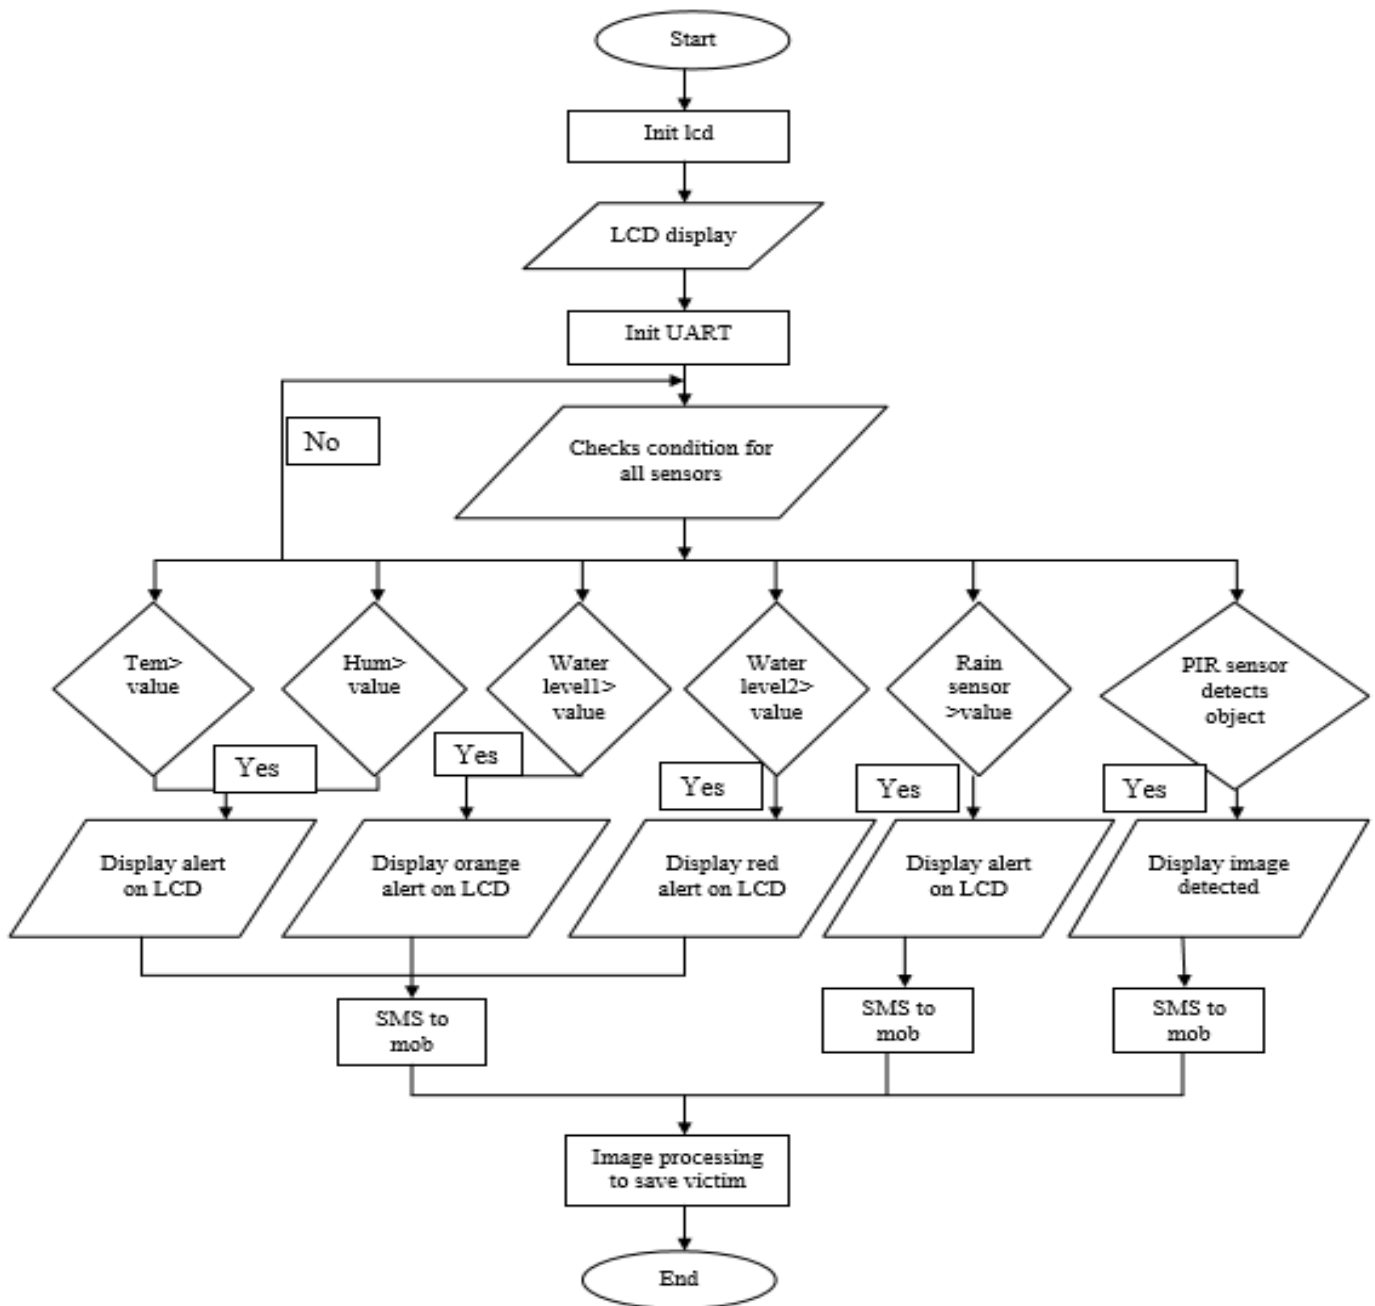 Start
Init lcd
LCD display
Init UART
No
Checks condition for
all sensors
Tem>
value
Hum>
value
Water
level1>
value
Water
level2>
value
Rain
sensor
>value
PIR sensor
detects
object
Yes
Yes
Yes
Yes
Yes
Display alert
on LCD
Display orange
alert on LCD
Display red
alert on LCD
Display alert
on LCD
Display image
detected
SMS to
mob
SMS to
mob
SMS to
mob
Image processing
to save victim
End